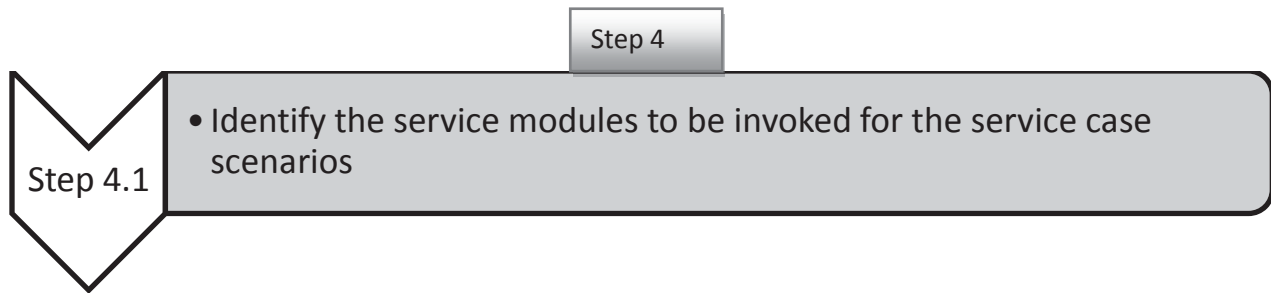 Step 4
Step 4.1
• Identify the service modules to be invoked for the service case
scenarios